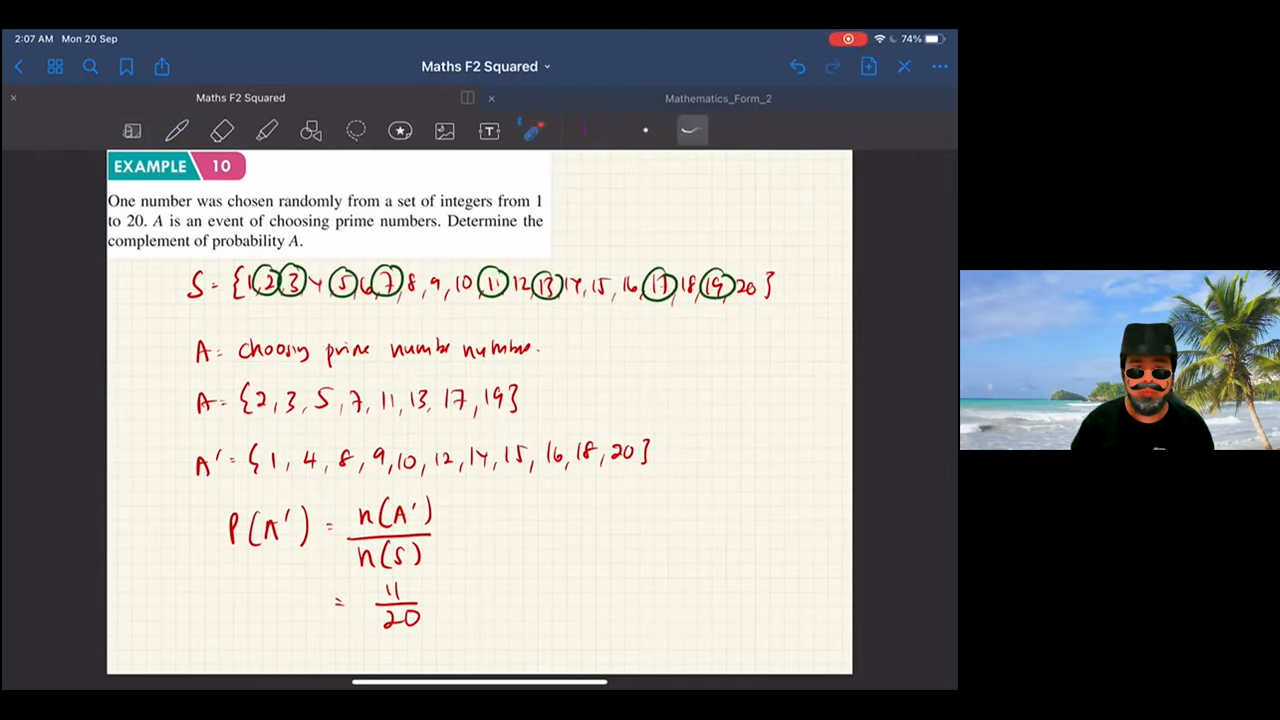 2:07 AM Mon 20 Sep
74%
Maths F2 Squared
Maths F2 Squared
Mathematics_Form_2
EXAMPLE 10
One number was chosen randomly from a set of integers from 1
to 20. A is an event of choosing prime numbers. Determine the
complement of probability A.
S = {1, 2, 3, 4, 5, 6, 7, 8, 9, 10, 11, 12, 13, 14, 15, 16, 17, 18, 19, 20}
A = choosing prime number number.
A = {2, 3, 5, 7, 11, 13, 17, 19}
A' = {1, 4, 8, 9, 10, 12, 14, 15, 16, 18, 20}
P(A') = n(A')
n(S)
= 11
20